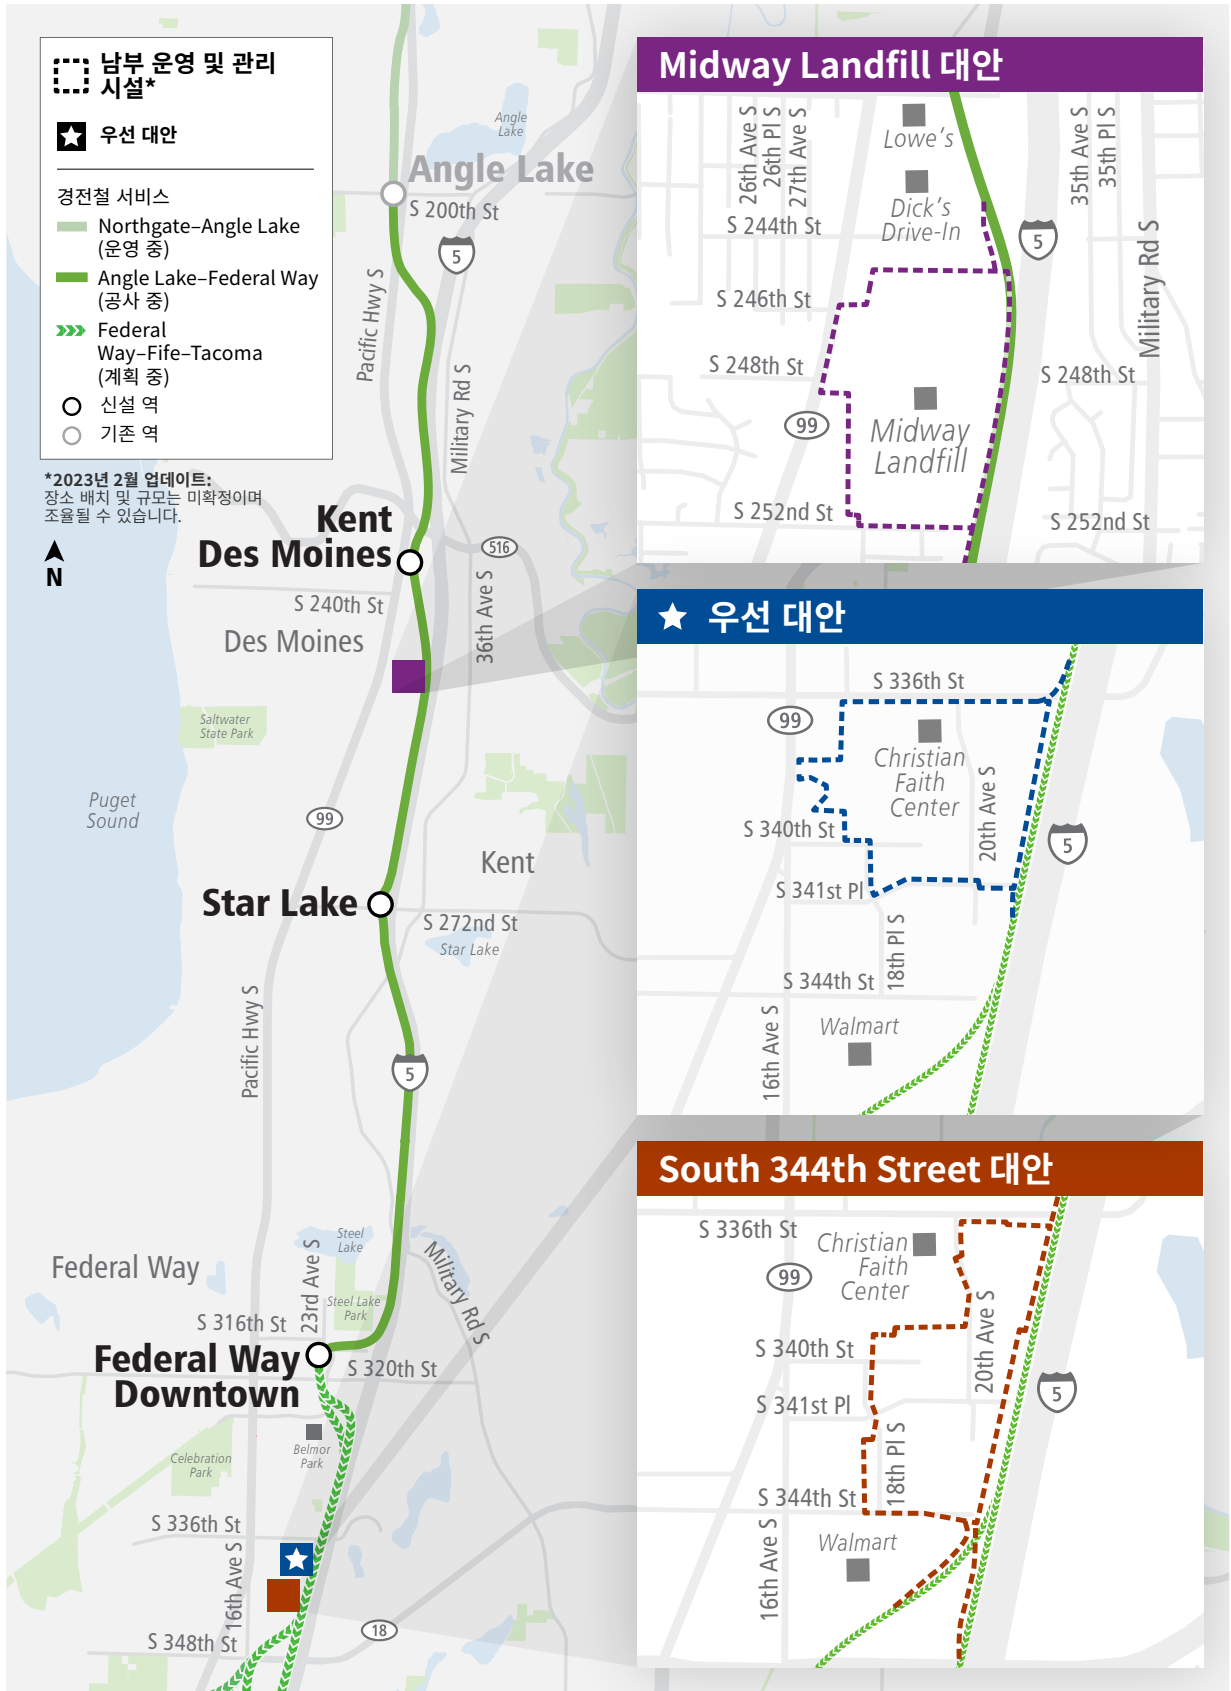 남부 운영 및 관리
시설*
우선 대안
경전철 서비스
Northgate–Angle Lake
(운영 중)
Angle Lake–Federal Way
(공사 중)
Federal
Way–Fife–Tacoma
(계획 중)
신설 역
기존 역
*2023년 2월 업데이트:
장소 배치 및 규모는 미확정이며
조율될 수 있습니다.
N
Angle
Lake
Angle Lake
S 200th St
5
Pacific Hwy S
Military Rd S
Kent
Des Moines
516
S 240th St
36th Ave S
Des Moines
Saltwater
State Park
Puget
Sound
99
Kent
Star Lake
S 272nd St
Star Lake
Pacific Hwy S
5
Steel
Lake
Federal Way
23rd Ave S
Military Rd S
Steel Lake
Park
S 316th St
Federal Way
Downtown
S 320th St
Belmor
Park
Celebration
Park
S 336th St
16th Ave S
18
S 348th St
Midway Landfill 대안
26th Ave S
26th Pl S
27th Ave S
Lowe's
35th Ave S
35th Pl S
Dick's
Drive-In
S 244th St
5
Military Rd S
S 246th St
S 248th St
S 248th St
99
Midway
Landfill
S 252nd St
S 252nd St
우선 대안
S 336th St
99
Christian
Faith
Center
20th Ave S
S 340th St
5
S 341st Pl
18th Pl S
S 344th St
16th Ave S
Walmart
South 344th Street 대안
S 336th St
Christian
Faith
Center
99
20th Ave S
S 340th St
5
S 341st Pl
18th Pl S
S 344th St
16th Ave S
Walmart